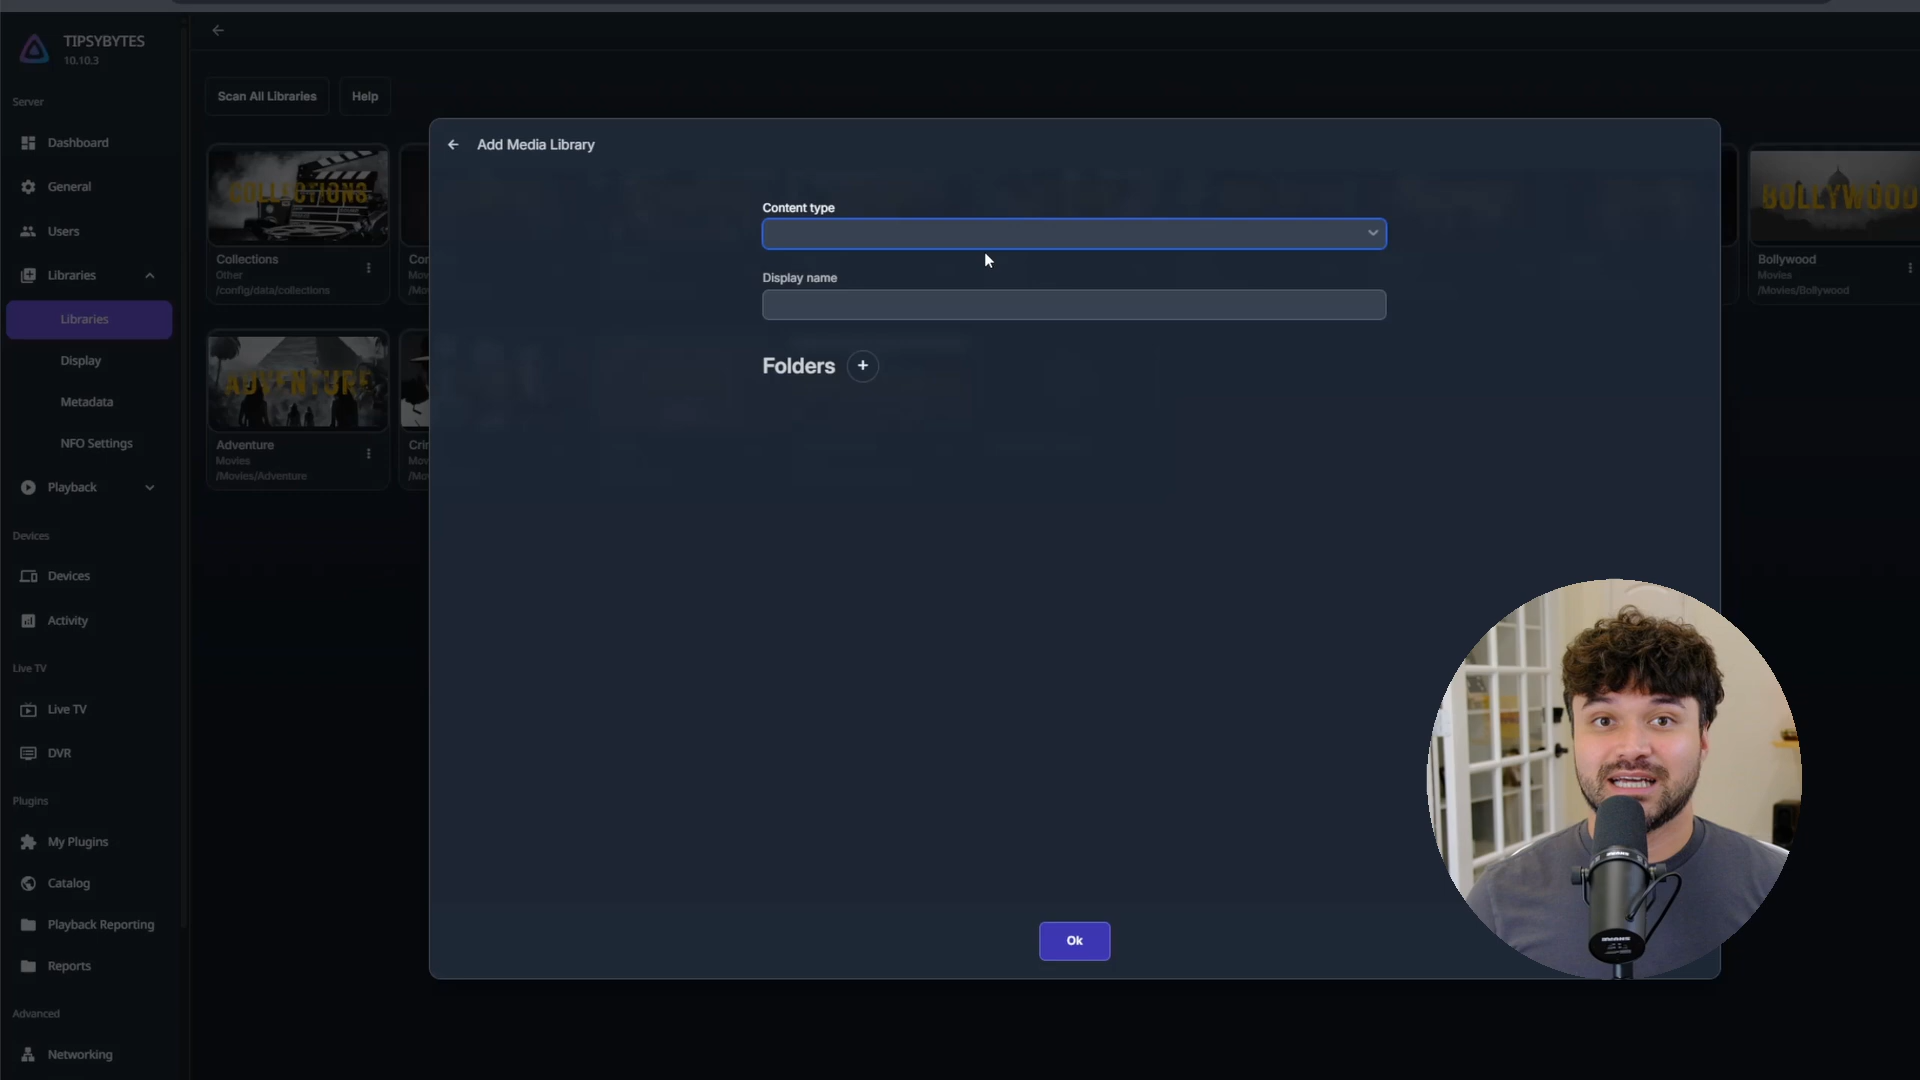 TIPSYBYTES
10.10.3
Server
Dashboard
General
Users
Libraries
Libraries
Display
Metadata
NFO Settings
Playback
Devices
Devices
Activity
Live TV
Live TV
DVR
Plugins
My Plugins
Catalog
Playback Reporting
Reports
Advanced
Networking
Scan All Libraries
Help
COLLECTIONS
Collections
Other
/config/data/collections
ADVENTURE
Adventure
Movies
/Movies/Adventure
Add Media Library
Content type
Display name
Folders
Ok
BOLLYWOOD
Bollywood
Movies
/Movies/Bollywood